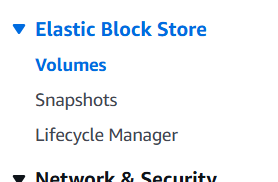 Elastic Block Store
Volumes
Snapshots
Lifecycle Manager
Network & Security